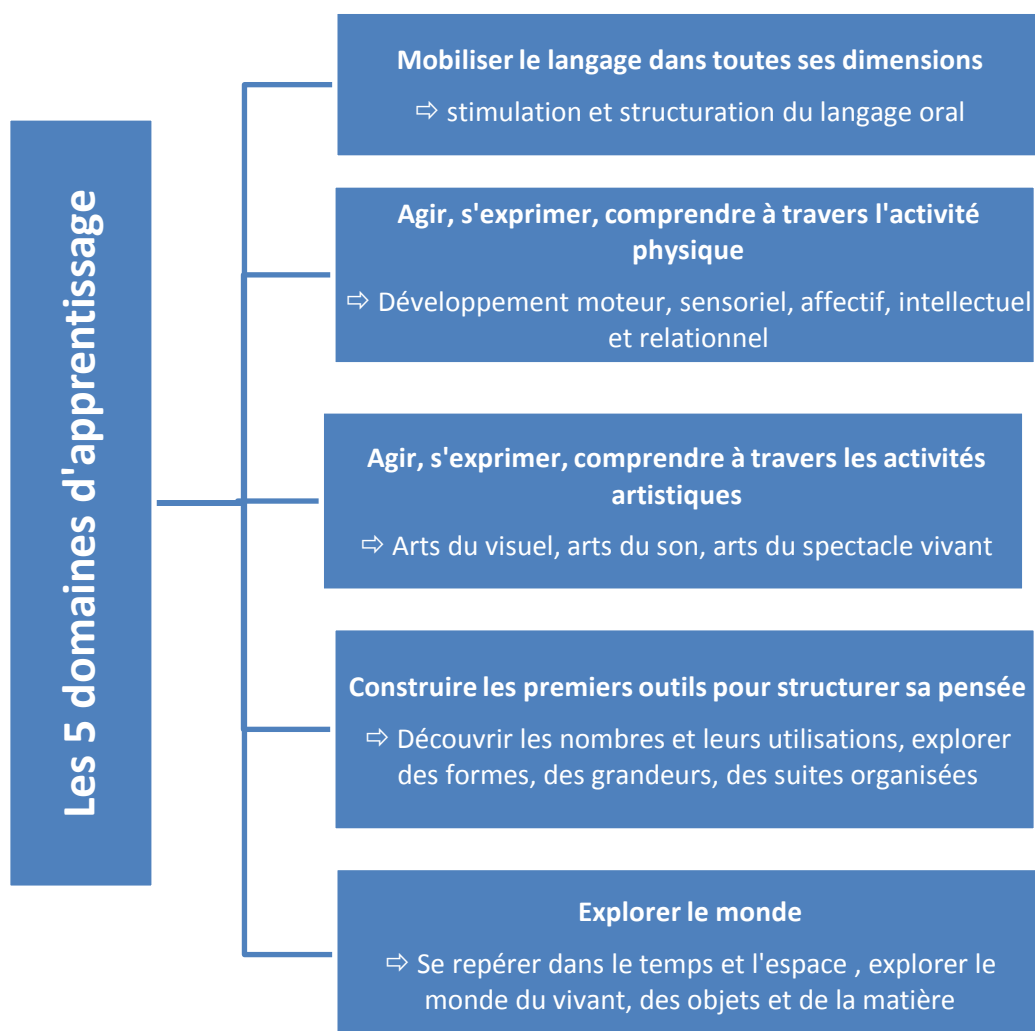 Les 5 domaines d'apprentissage
Mobiliser le langage dans toutes ses dimensions
⇨ stimulation et structuration du langage oral
Agir, s'exprimer, comprendre à travers l'activité
physique
⇨ Développement moteur, sensoriel, affectif, intellectuel
et relationnel
Agir, s'exprimer, comprendre à travers les activités
artistiques
⇨ Arts du visuel, arts du son, arts du spectacle vivant
Construire les premiers outils pour structurer sa pensée
⇨ Découvrir les nombres et leurs utilisations, explorer
des formes, des grandeurs, des suites organisées
Explorer le monde
⇨ Se repérer dans le temps et l'espace , explorer le
monde du vivant, des objets et de la matière